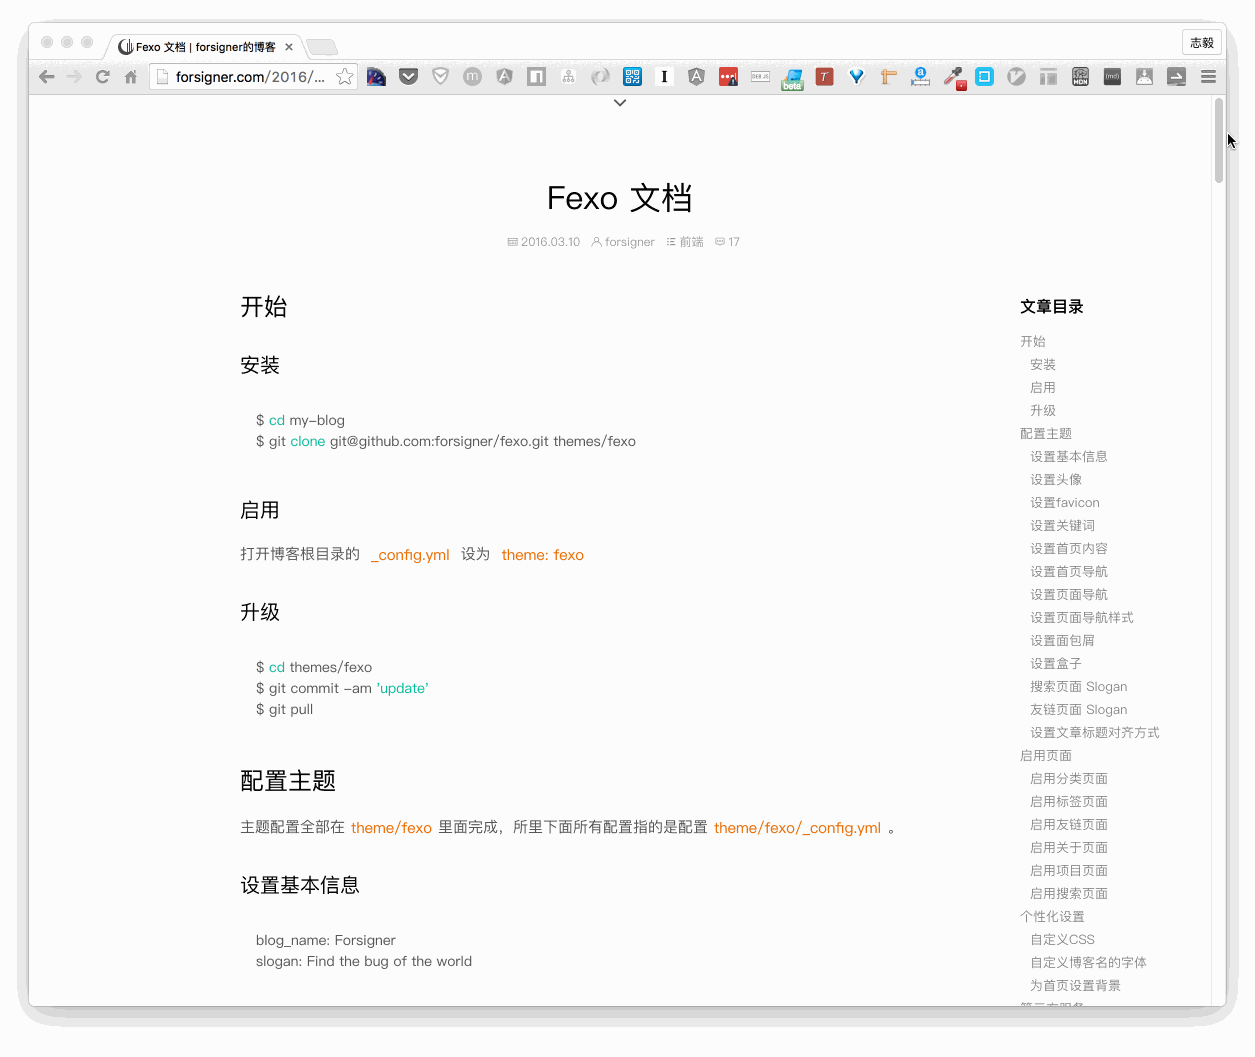 Fexo 文档 | forsigner的博客
志毅
forsigner.com/2016/...
Fexo 文档
2016.03.10 forsigner 前端 17
开始
安装
$ cd my-blog
$ git clone git@github.com:forsigner/fexo.git themes/fexo
启用
打开博客根目录的 _config.yml 设为 theme: fexo
升级
$ cd themes/fexo
$ git commit -am 'update'
$ git pull
配置主题
主题配置全部在 theme/fexo 里面完成，所里下面所有配置指的是配置 theme/fexo/_config.yml 。
设置基本信息
blog_name: Forsigner
slogan: Find the bug of the world
文章目录
开始
安装
启用
升级
配置主题
设置基本信息
设置头像
设置favicon
设置关键词
设置首页内容
设置首页导航
设置页面导航
设置页面导航样式
设置面包屑
设置盒子
搜索页面 Slogan
友链页面 Slogan
设置文章标题对齐方式
启用页面
启用分类页面
启用标签页面
启用友链页面
启用关于页面
启用项目页面
启用搜索页面
个性化设置
自定义CSS
自定义博客名的字体
为首页设置背景